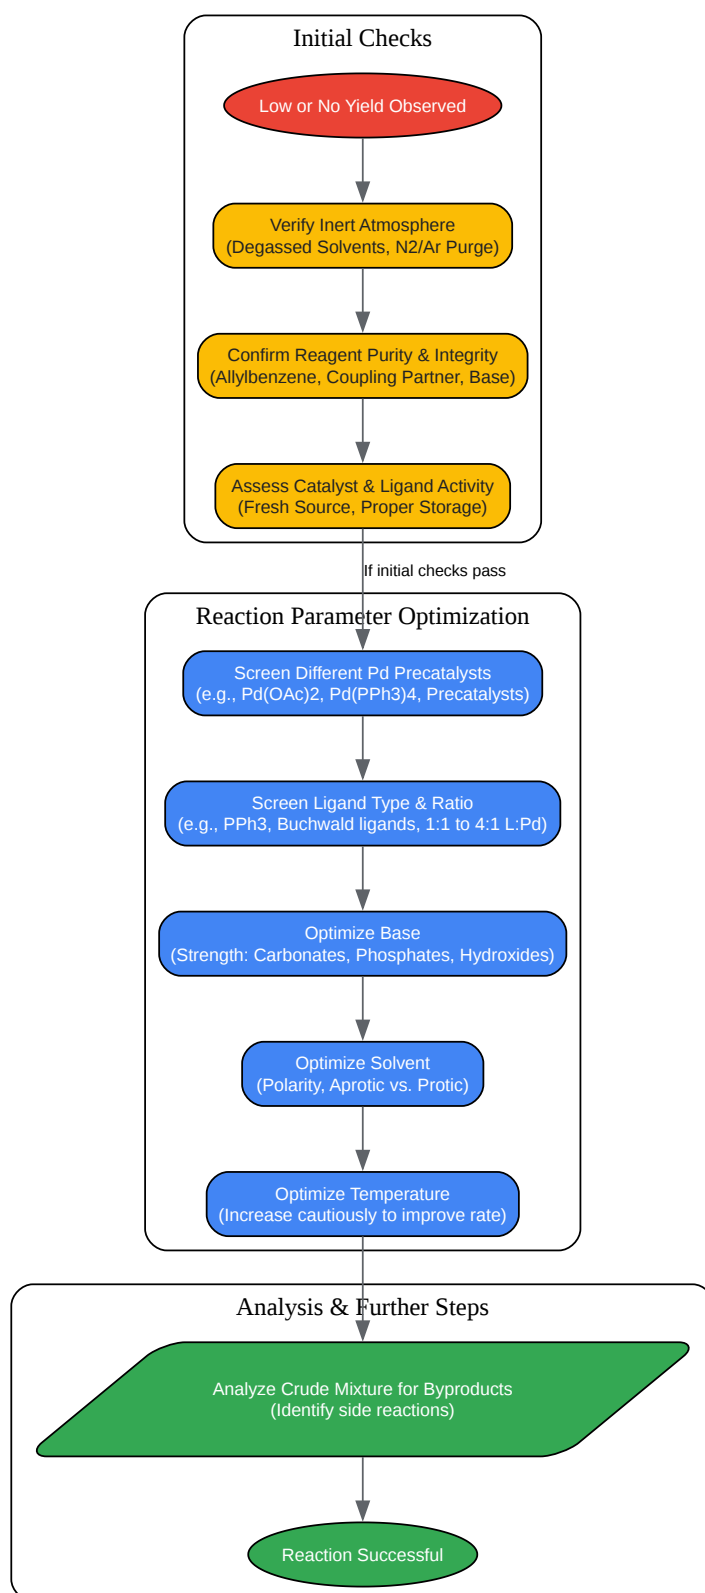 Initial Checks
Low or No Yield Observed
Verify Inert Atmosphere
(Degassed Solvents, N2/Ar Purge)
Confirm Reagent Purity & Integrity
(Allylbenzene, Coupling Partner, Base)
Assess Catalyst & Ligand Activity
(Fresh Source, Proper Storage)
If initial checks pass
Reaction Parameter Optimization
Screen Different Pd Precatalysts
(e.g., Pd(OAc)2, Pd(PPh3)4, Precatalysts)
Screen Ligand Type & Ratio
(e.g., PPh3, Buchwald ligands, 1:1 to 4:1 L:Pd)
Optimize Base
(Strength: Carbonates, Phosphates, Hydroxides)
Optimize Solvent
(Polarity, Aprotic vs. Protic)
Optimize Temperature
(Increase cautiously to improve rate)
Analysis & Further Steps
Analyze Crude Mixture for Byproducts
(Identify side reactions)
Reaction Successful